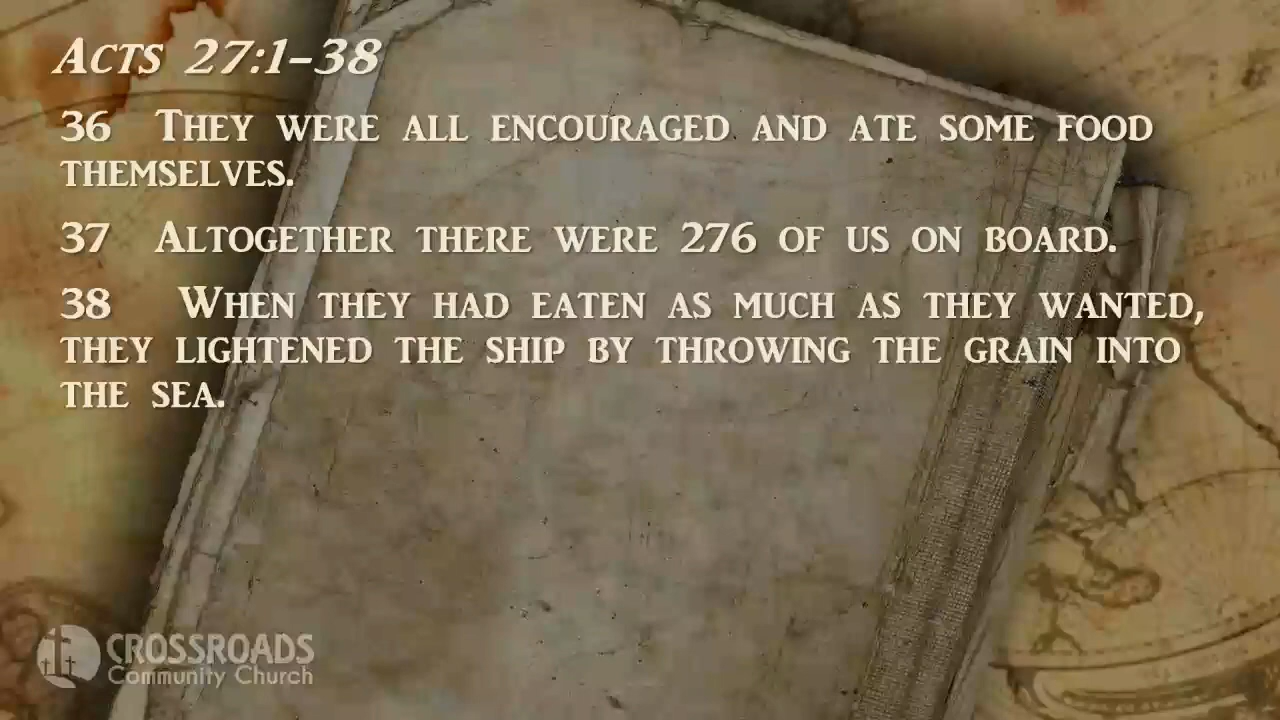 Acts 27:1-38
36 They were all encouraged and ate some food
themselves.
37 Altogether there were 276 of us on board.
38 When they had eaten as much as they wanted,
they lightened the ship by throwing the grain into
the sea.
CROSSROADS
Community Church